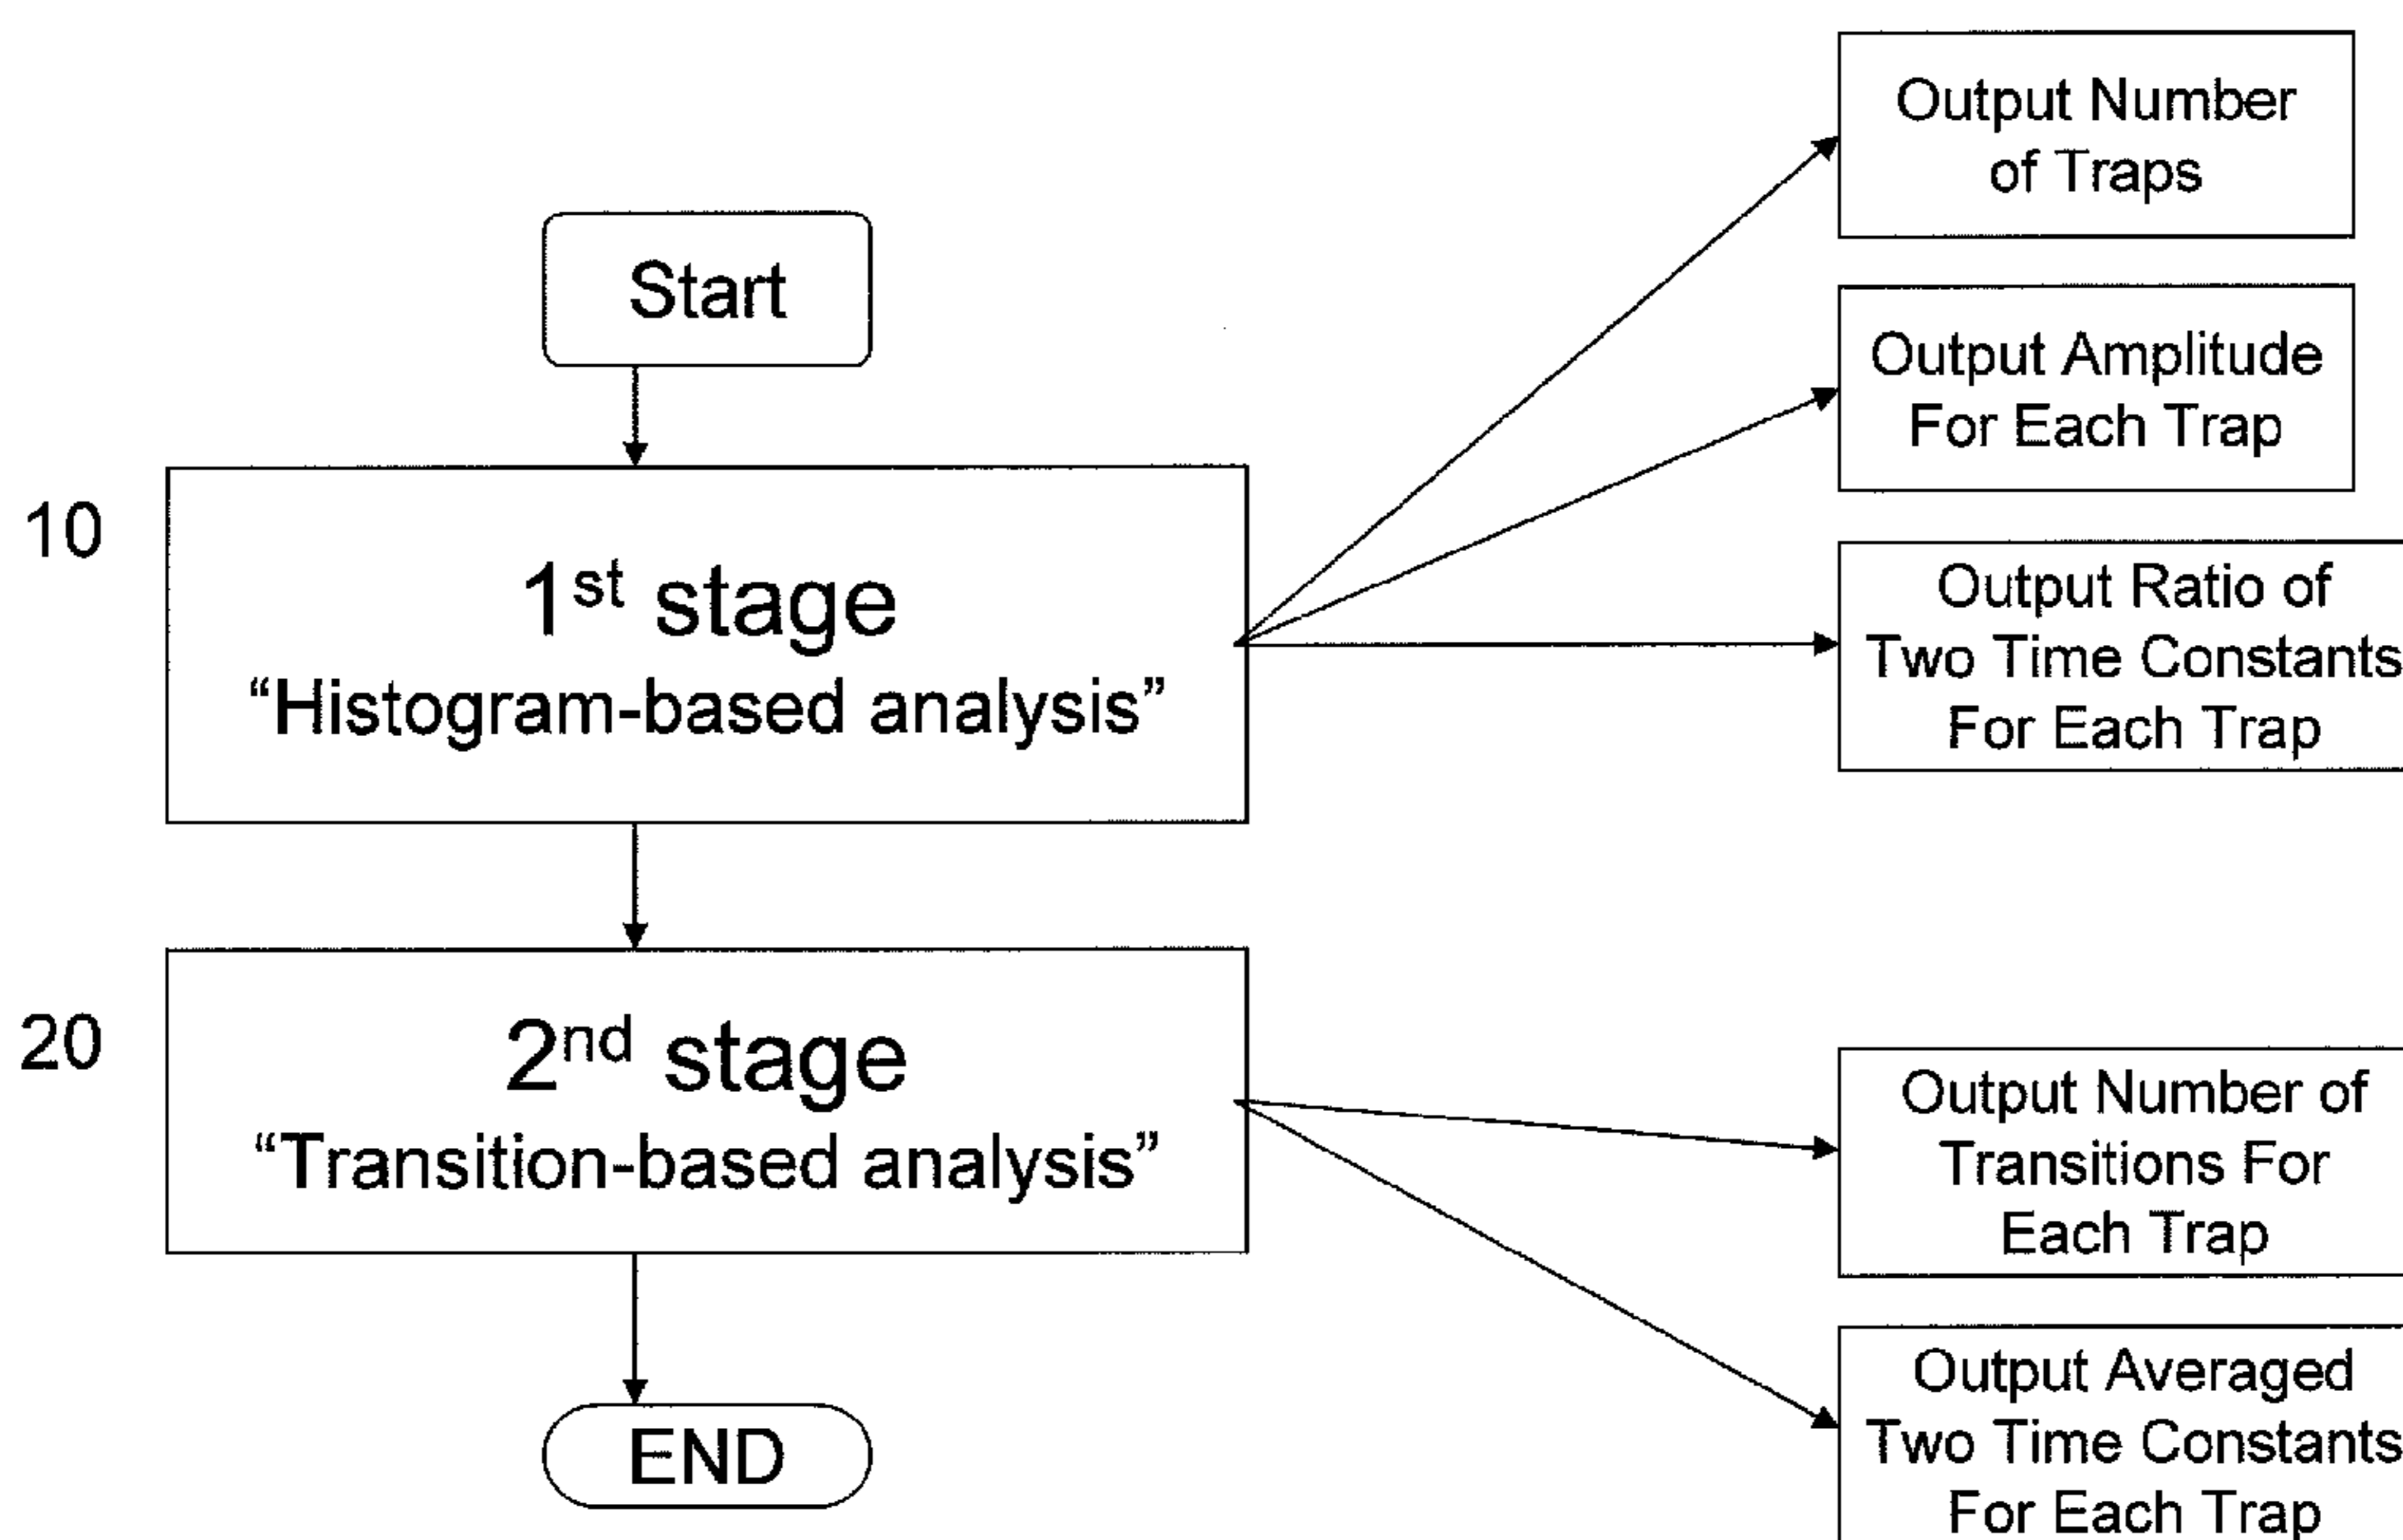 Start
10
1st stage
“Histogram-based analysis”
Output Number
of Traps
Output Amplitude
For Each Trap
Output Ratio of
Two Time Constants
For Each Trap
20
2nd stage
“Transition-based analysis”
Output Number of
Transitions For
Each Trap
Output Averaged
Two Time Constants
For Each Trap
END